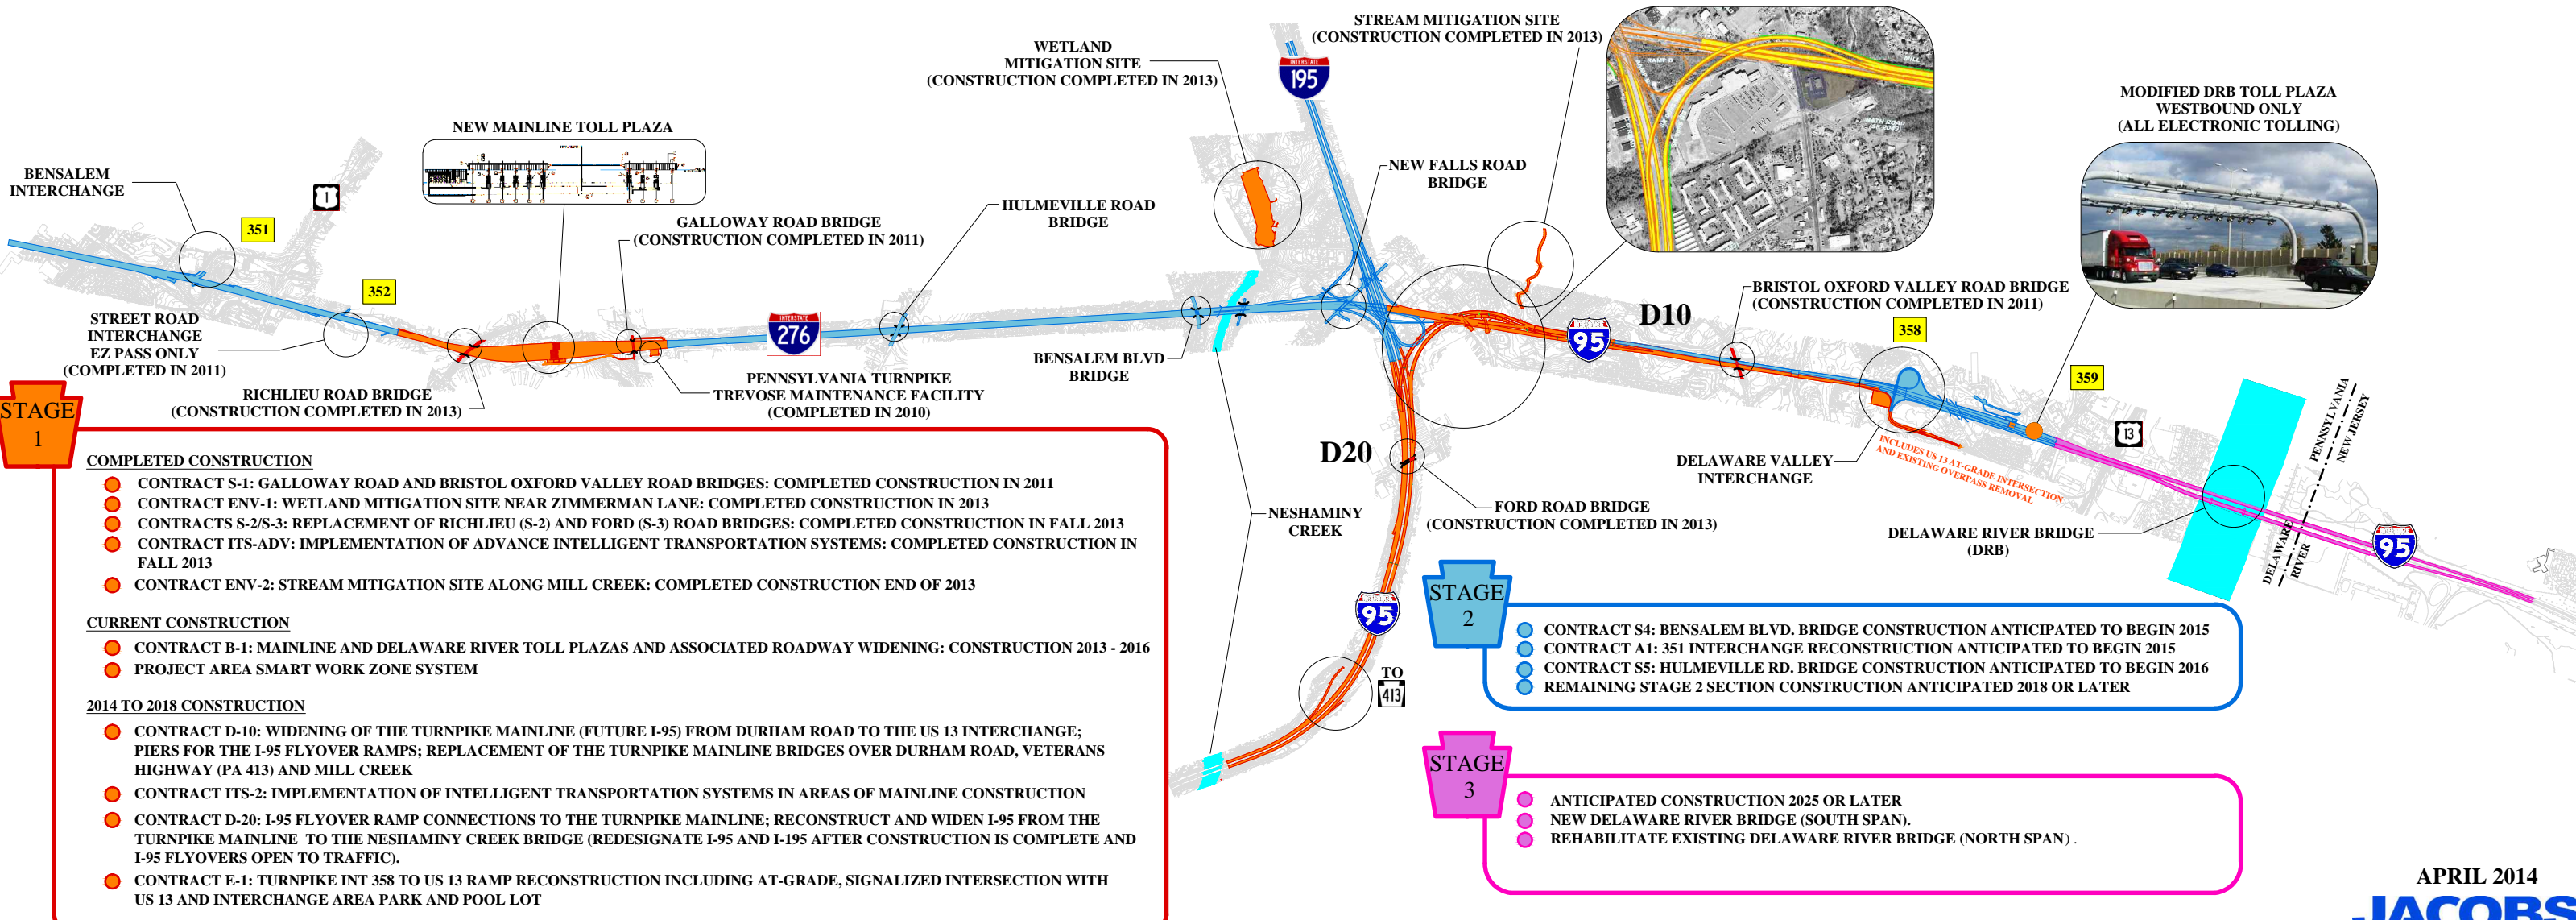 STREAM MITIGATION SITE
(CONSTRUCTION COMPLETED IN 2013)
WETLAND
MITIGATION SITE
(CONSTRUCTION COMPLETED IN 2013)
INTERSTATE
195
MODIFIED DRB TOLL PLAZA
WESTBOUND ONLY
(ALL ELECTRONIC TOLLING)
NEW MAINLINE TOLL PLAZA
BENSALEM
INTERCHANGE
1
351
GALLOWAY ROAD BRIDGE
(CONSTRUCTION COMPLETED IN 2011)
HULMEVILLE ROAD
BRIDGE
NEW FALLS ROAD
BRIDGE
RAMP D
MILL
BATH ROAD
352
STREET ROAD
INTERCHANGE
EZ PASS ONLY
(COMPLETED IN 2011)
INTERSTATE
276
BENSALEM BLVD
BRIDGE
D10
95
BRISTOL OXFORD VALLEY ROAD BRIDGE
(CONSTRUCTION COMPLETED IN 2011)
358
359
RICHLIEU ROAD BRIDGE
(CONSTRUCTION COMPLETED IN 2013)
PENNSYLVANIA TURNPIKE
TREVOSE MAINTENANCE FACILITY
(COMPLETED IN 2010)
D20
DELAWARE VALLEY
INTERCHANGE
INCLUDES US 13 AT-GRADE INTERSECTION
AND EXISTING OVERPASS REMOVAL
13
PENNSYLVANIA
NEW JERSEY
DELAWARE
RIVER
NESHAMINY
CREEK
FORD ROAD BRIDGE
(CONSTRUCTION COMPLETED IN 2013)
DELAWARE RIVER BRIDGE
(DRB)
95
INTERSTATE
95
TO
413
STAGE
1
COMPLETED CONSTRUCTION
CONTRACT S-1: GALLOWAY ROAD AND BRISTOL OXFORD VALLEY ROAD BRIDGES: COMPLETED CONSTRUCTION IN 2011
CONTRACT ENV-1: WETLAND MITIGATION SITE NEAR ZIMMERMAN LANE: COMPLETED CONSTRUCTION IN 2013
CONTRACTS S-2/S-3: REPLACEMENT OF RICHLIEU (S-2) AND FORD (S-3) ROAD BRIDGES: COMPLETED CONSTRUCTION IN FALL 2013
CONTRACT ITS-ADV: IMPLEMENTATION OF ADVANCE INTELLIGENT TRANSPORTATION SYSTEMS: COMPLETED CONSTRUCTION IN
FALL 2013
CONTRACT ENV-2: STREAM MITIGATION SITE ALONG MILL CREEK: COMPLETED CONSTRUCTION END OF 2013
CURRENT CONSTRUCTION
CONTRACT B-1: MAINLINE AND DELAWARE RIVER TOLL PLAZAS AND ASSOCIATED ROADWAY WIDENING: CONSTRUCTION 2013 - 2016
PROJECT AREA SMART WORK ZONE SYSTEM
2014 TO 2018 CONSTRUCTION
CONTRACT D-10: WIDENING OF THE TURNPIKE MAINLINE (FUTURE I-95) FROM DURHAM ROAD TO THE US 13 INTERCHANGE;
PIERS FOR THE I-95 FLYOVER RAMPS; REPLACEMENT OF THE TURNPIKE MAINLINE BRIDGES OVER DURHAM ROAD, VETERANS
HIGHWAY (PA 413) AND MILL CREEK
CONTRACT ITS-2: IMPLEMENTATION OF INTELLIGENT TRANSPORTATION SYSTEMS IN AREAS OF MAINLINE CONSTRUCTION
CONTRACT D-20: I-95 FLYOVER RAMP CONNECTIONS TO THE TURNPIKE MAINLINE; RECONSTRUCT AND WIDEN I-95 FROM THE
TURNPIKE MAINLINE TO THE NESHAMINY CREEK BRIDGE (REDESIGNATE I-95 AND I-195 AFTER CONSTRUCTION IS COMPLETE AND
I-95 FLYOVERS OPEN TO TRAFFIC).
CONTRACT E-1: TURNPIKE INT 358 TO US 13 RAMP RECONSTRUCTION INCLUDING AT-GRADE, SIGNALIZED INTERSECTION WITH
US 13 AND INTERCHANGE AREA PARK AND POOL LOT
STAGE
2
CONTRACT S4: BENSALEM BLVD. BRIDGE CONSTRUCTION ANTICIPATED TO BEGIN 2015
CONTRACT A1: 351 INTERCHANGE RECONSTRUCTION ANTICIPATED TO BEGIN 2015
CONTRACT S5: HULMEVILLE RD. BRIDGE CONSTRUCTION ANTICIPATED TO BEGIN 2016
REMAINING STAGE 2 SECTION CONSTRUCTION ANTICIPATED 2018 OR LATER
STAGE
3
ANTICIPATED CONSTRUCTION 2025 OR LATER
NEW DELAWARE RIVER BRIDGE (SOUTH SPAN).
REHABILITATE EXISTING DELAWARE RIVER BRIDGE (NORTH SPAN) .
APRIL 2014
JACOBS